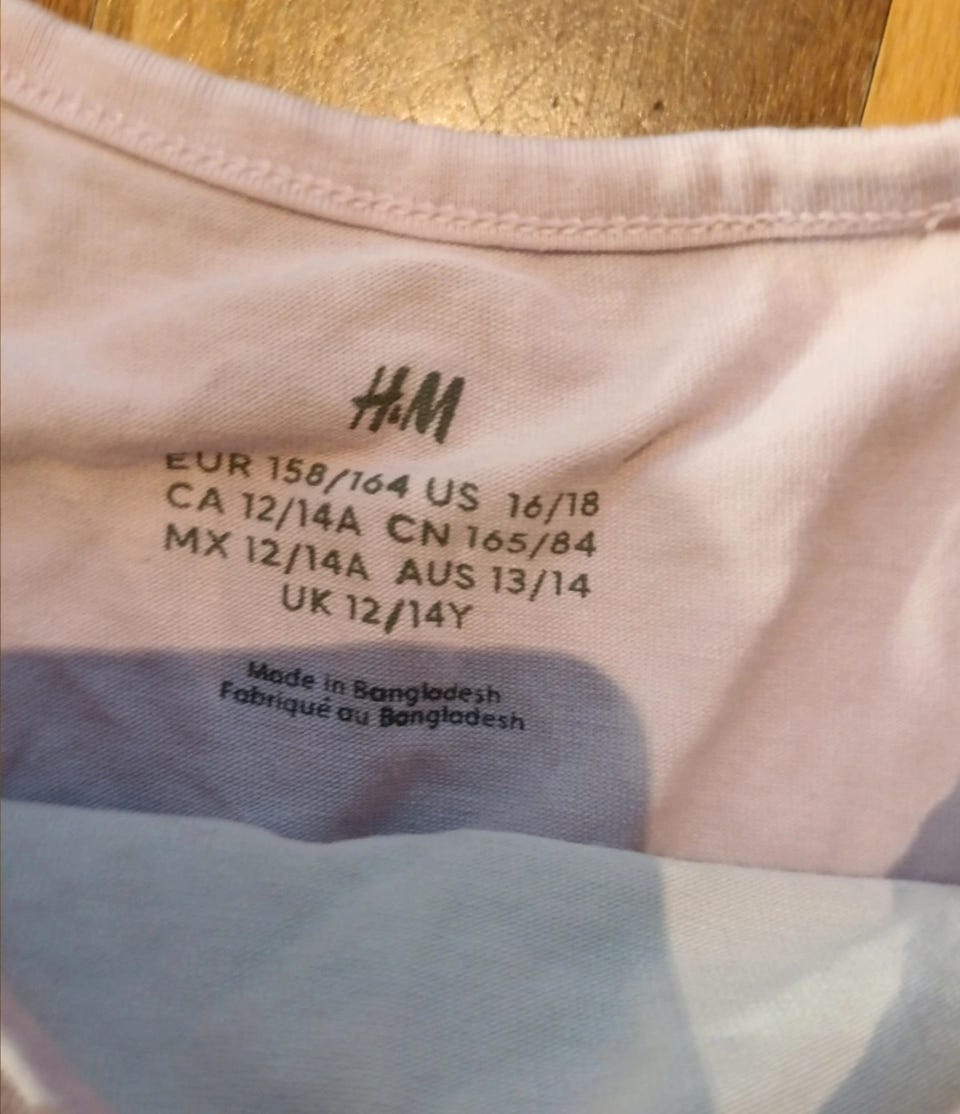 H&M
EUR 158/164 US 16/18
CA 12/14A CN 165/84
MX 12/14A AUS 13/14
UK 12/14Y
Made in Bangladesh
Fabriqué au Bangladesh